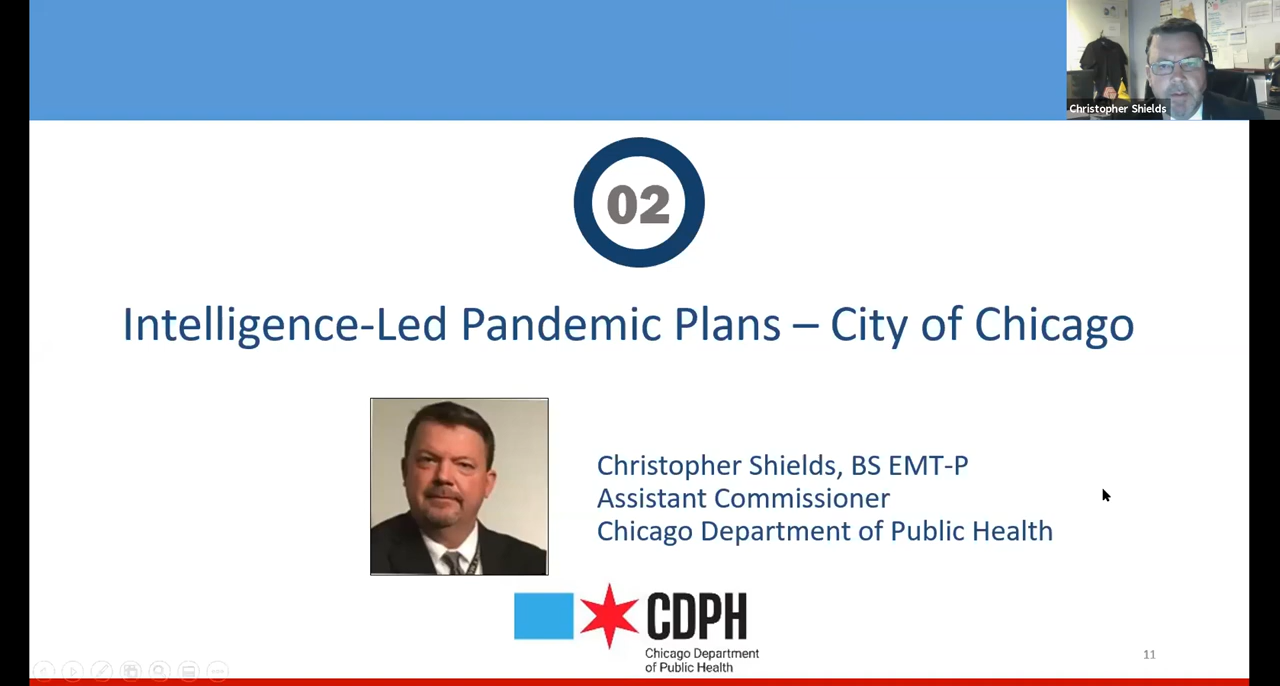 Christopher Shields
02
Intelligence-Led Pandemic Plans – City of Chicago
Christopher Shields, BS EMT-P
Assistant Commissioner
Chicago Department of Public Health
CDPH
Chicago Department
of Public Health
11